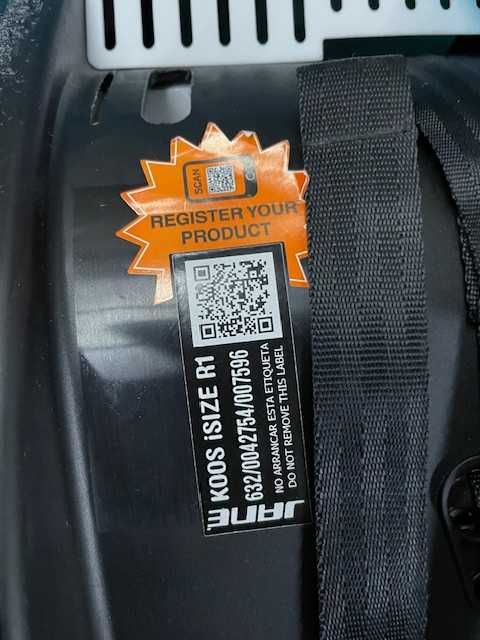 SCAN
REGISTER YOUR
PRODUCT
KOOS iSIZE R1
632/0042754/007596
NO ARRANCAR ESTA ETIQUETA
DO NOT REMOVE THIS LABEL
JANÉ